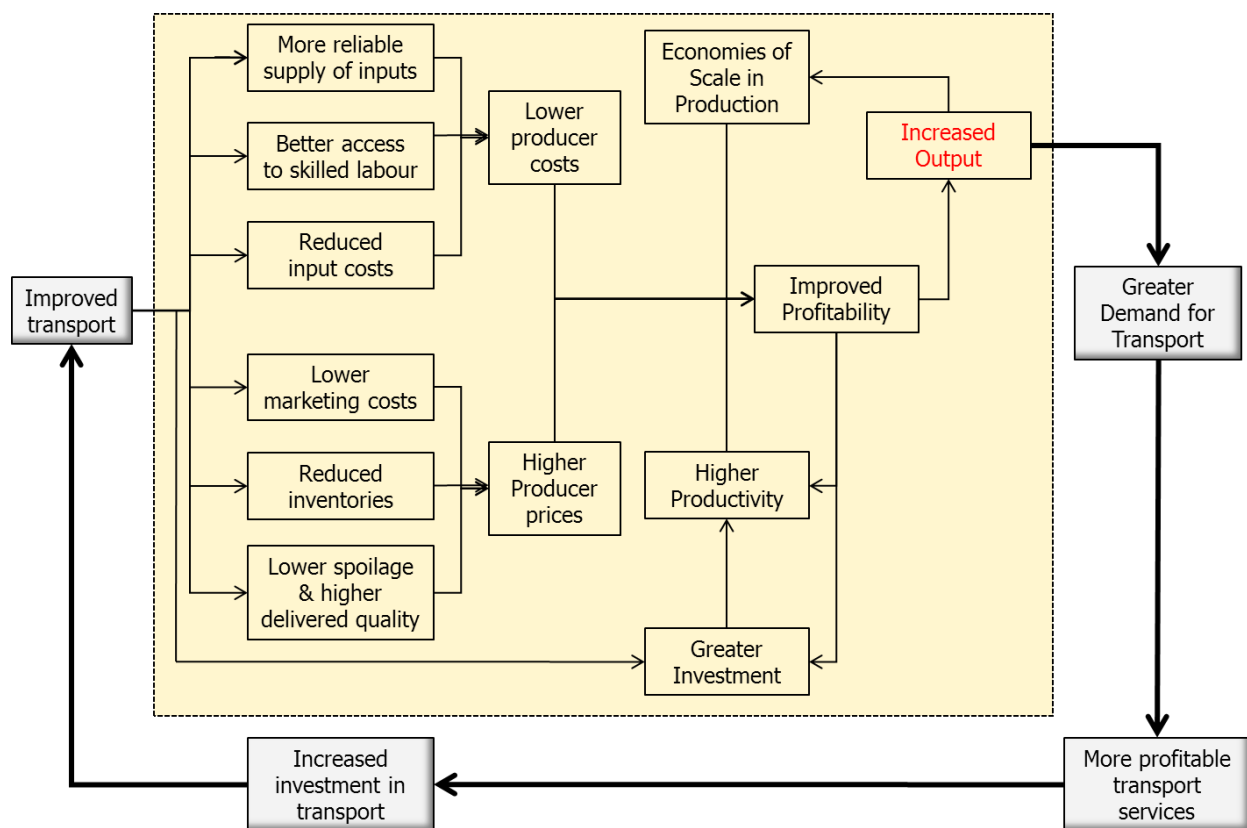 More reliable
supply of inputs
Better access
to skilled labour
Reduced
input costs
Improved
transport
Lower
marketing costs
Reduced
inventories
Lower spoilage
& higher
delivered quality
Lower
producer
costs
Higher
Producer
prices
Economies of
Scale in
Production
Increased
Output
Improved
Profitability
Higher
Productivity
Greater
Investment
Greater
Demand for
Transport
More profitable
transport
services
Increased
investment in
transport